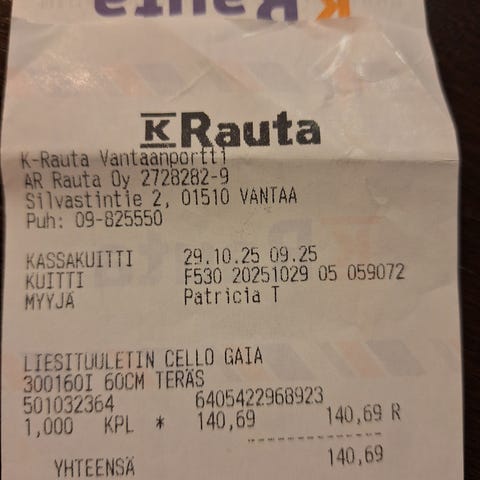 K Rauta
K Rauta
K-Rauta Vantaanportti
AR Rauta Oy 2728282-9
Silvastintie 2, 01510 VANTAA
Puh: 09-825550
KASSAKUITTI 29.10.25 09.25
KUITTI F530 20251029 05 059072
MYYJÄ Patricia T
LIESITUULETIN CELLO GAIA
300160I 60CM TERÄS
501032364 6405422968923
1,000 KPL * 140,69 140,69 R
YHTEENSÄ 140,69